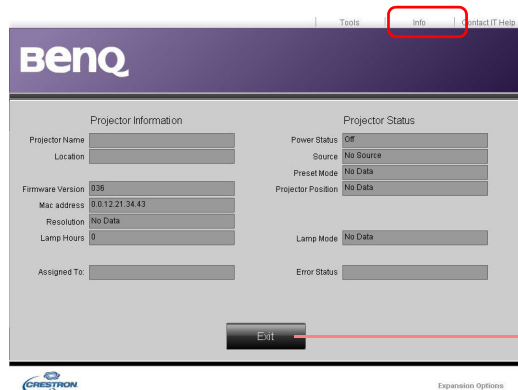 Tools Info Contact IT Help
BenQ
Projector Information Projector Status
Projector Name Power Status Off
Location Source No Source
Preset Mode No Data
Firmware Version 036 Projector Position No Data
Mac address 0.0.12.21.34.43
Resolution No Data
Lamp Hours 0 Lamp Mode No Data
Assigned To: Error Status
Exit
CRESTRON Expansion Options